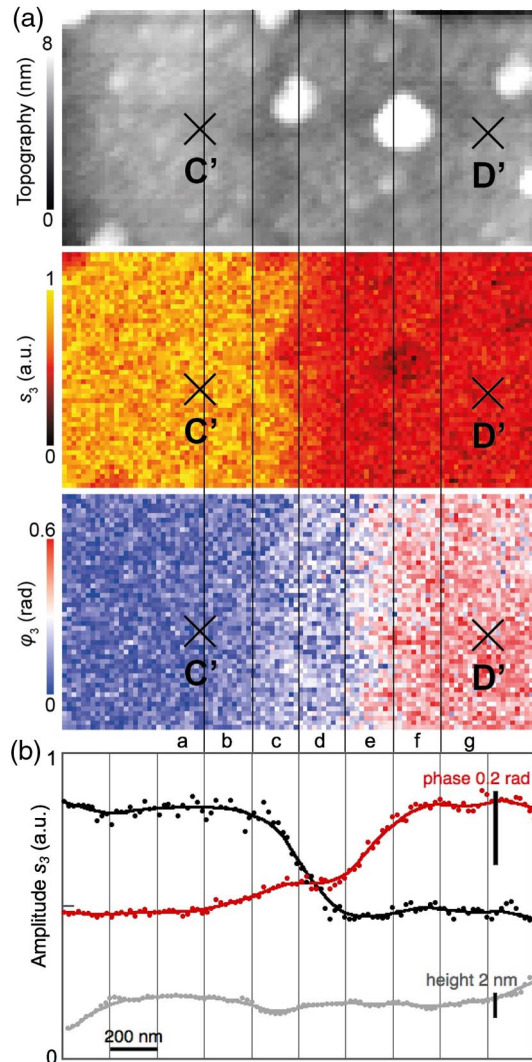 (a)
8
Topography (nm)
0
C’
D’
1
s3 (a.u.)
0
C’
D’
0.6
φ3 (rad)
0
C’
D’
a b c d e f g
(b)
1
phase 0.2 rad
Amplitude s3 (a.u.)
height 2 nm
200 nm
0